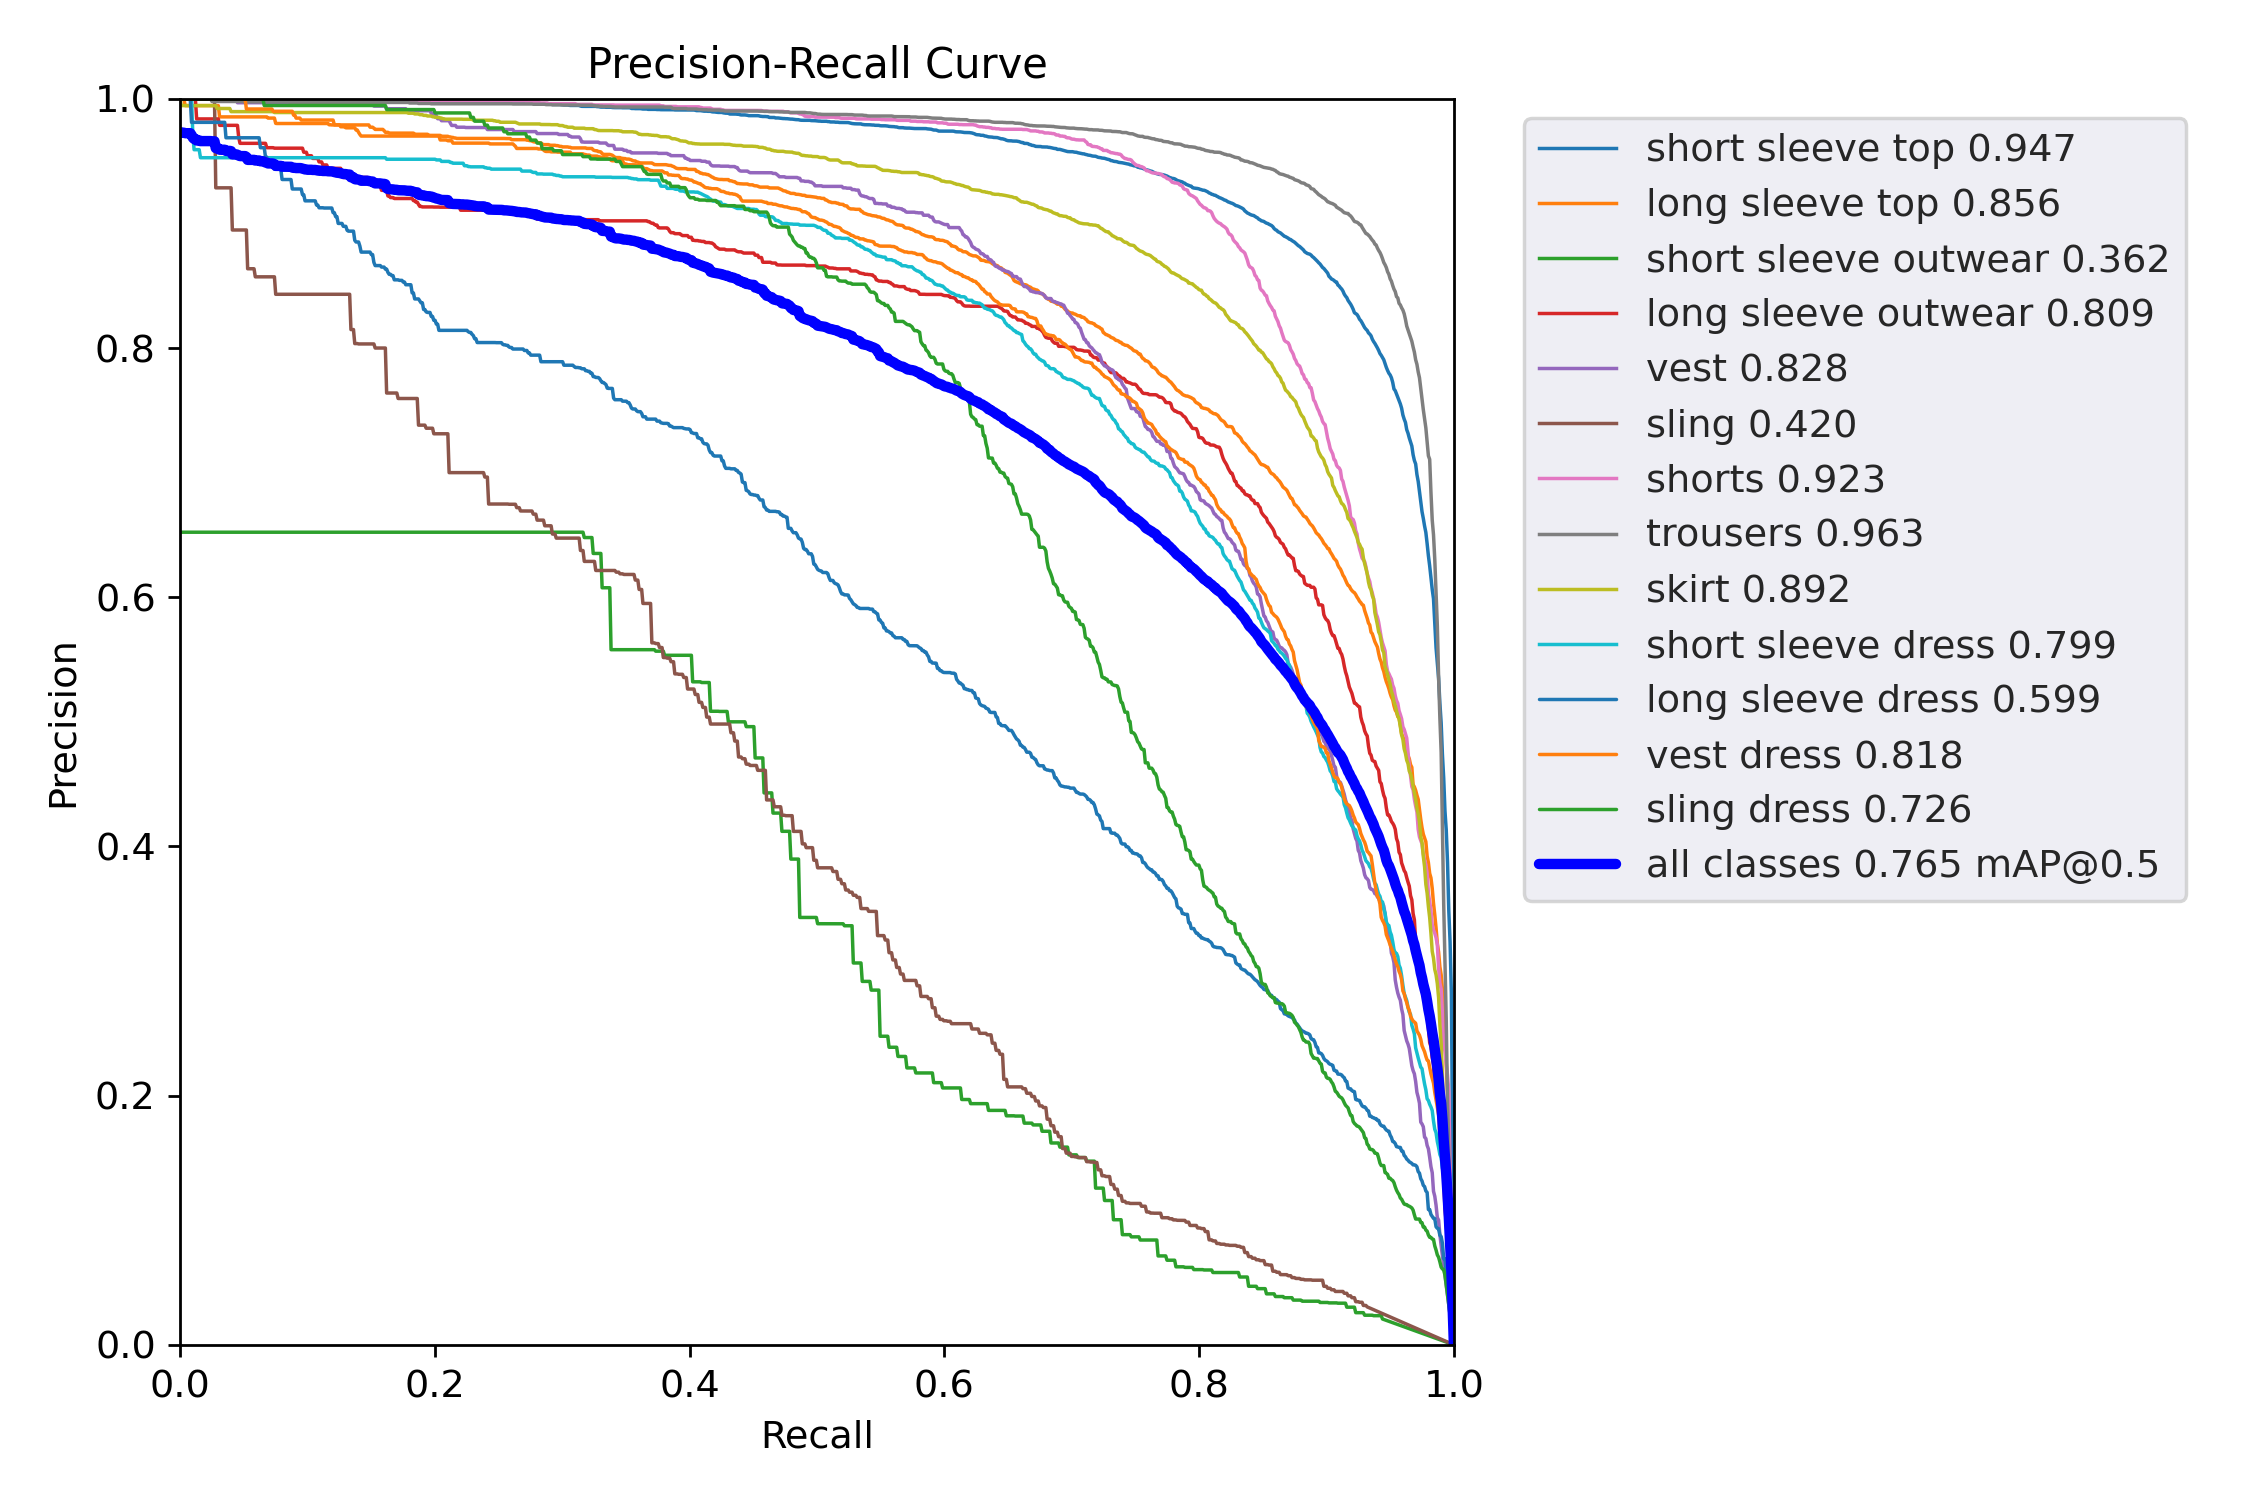 Precision-Recall Curve
1.0
0.8
0.6
0.4
0.2
0.0
Precision
0.0 0.2 0.4 0.6 0.8 1.0
Recall
short sleeve top 0.947
long sleeve top 0.856
short sleeve outwear 0.362
long sleeve outwear 0.809
vest 0.828
sling 0.420
shorts 0.923
trousers 0.963
skirt 0.892
short sleeve dress 0.799
long sleeve dress 0.599
vest dress 0.818
sling dress 0.726
all classes 0.765 mAP@0.5